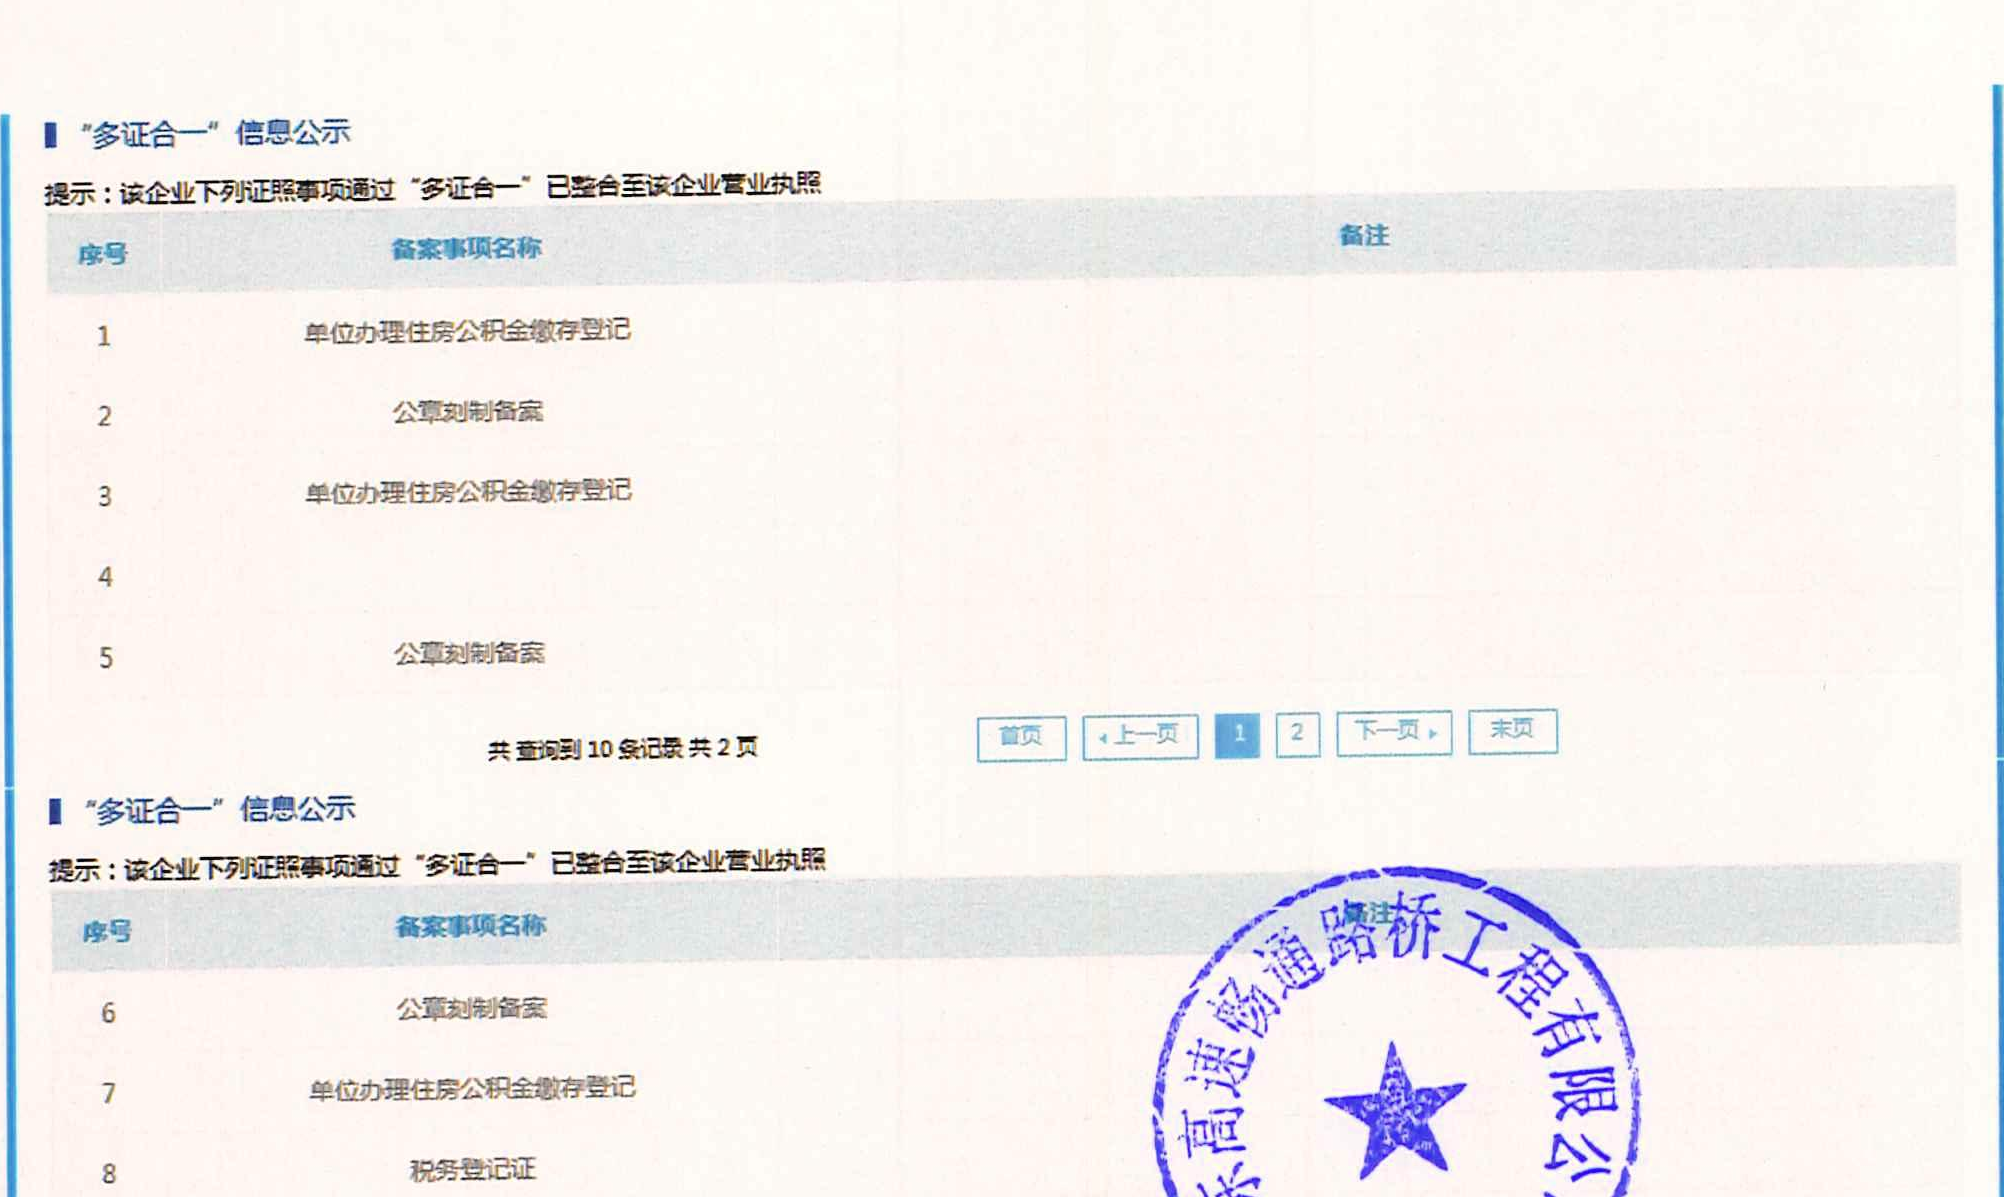 “多证合一”信息公示
提示：该企业下列证照事项通过“多证合一”已整合至该企业营业执照
序号 备案事项名称 备注
1 单位办理住房公积金缴存登记
2 公章刻制备案
3 单位办理住房公积金缴存登记
4
5 公章刻制备案
共 查询到 10 条记录 共 2 页 首页 上一页 1 2 下一页 末页
“多证合一”信息公示
提示：该企业下列证照事项通过“多证合一”已整合至该企业营业执照
序号 备案事项名称 备注
6 公章刻制备案
7 单位办理住房公积金缴存登记
8 税务登记证
高速畅通路桥工程有限公